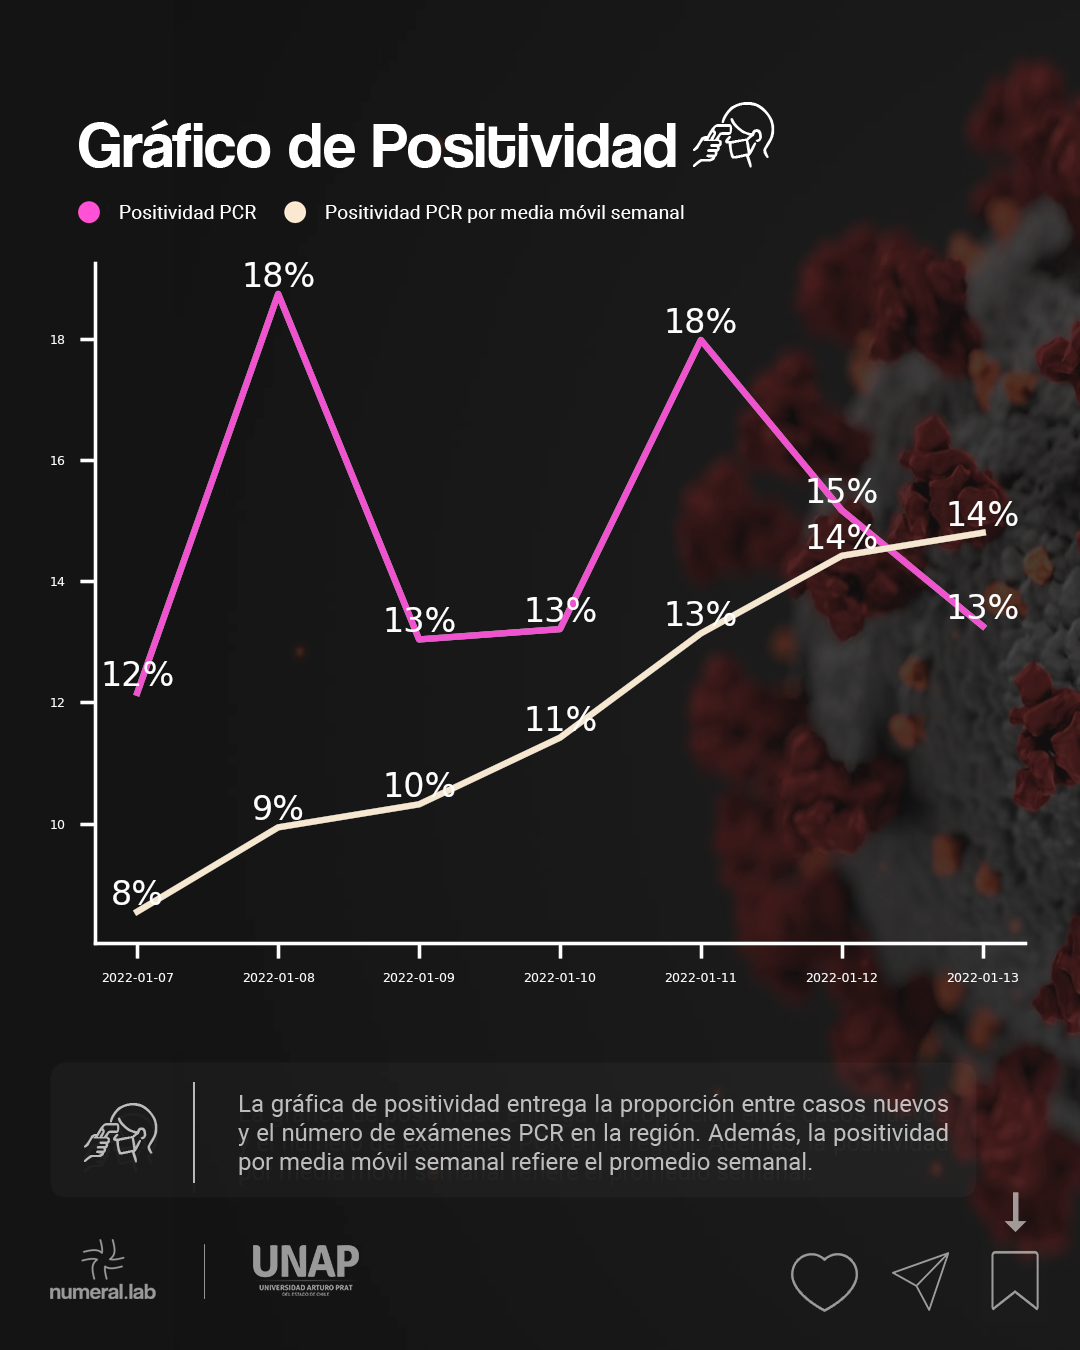 Gráfico de Positividad
Positividad PCR
Positividad PCR por media móvil semanal
18%
18%
18
16
15%
14%
14%
14
13%
13%
13%
13%
12%
12
11%
10%
10
9%
8%
2022-01-07
2022-01-08
2022-01-09
2022-01-10
2022-01-11
2022-01-12
2022-01-13
La gráfica de positividad entrega la proporción entre casos nuevos
y el número de exámenes PCR en la región. Además, la positividad
por media móvil semanal refiere el promedio semanal.
numeral.lab
UNAP
UNIVERSIDAD ARTURO PRAT
DEL ESTADO DE CHILE